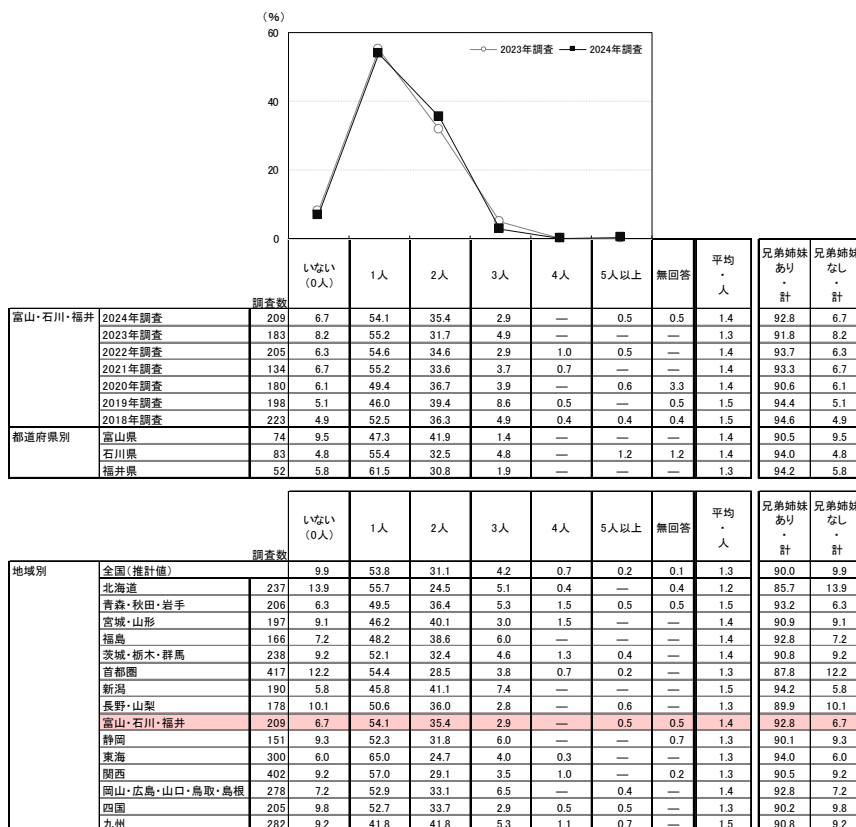 (%)
60
40
20
0
2023年調査 2024年調査
調査数 いない(0人) 1人 2人 3人 4人 5人以上 無回答 平均・人 兄弟姉妹あり・計 兄弟姉妹なし・計
富山・石川・福井 2024年調査 209 6.7 54.1 35.4 2.9 — 0.5 0.5 1.4 92.8 6.7
2023年調査 183 8.2 55.2 31.7 4.9 — — — 1.3 91.8 8.2
2022年調査 205 6.3 54.6 34.6 2.9 1.0 0.5 — 1.4 93.7 6.3
2021年調査 134 6.7 55.2 33.6 3.7 0.7 — — 1.4 93.3 6.7
2020年調査 180 6.1 49.4 36.7 3.9 — 0.6 3.3 1.4 90.6 6.1
2019年調査 198 5.1 46.0 39.4 8.6 0.5 — 0.5 1.5 94.4 5.1
2018年調査 223 4.9 52.5 36.3 4.9 0.4 0.4 0.4 1.5 94.6 4.9
都道府県別 富山県 74 9.5 47.3 41.9 1.4 — — — 1.4 90.5 9.5
石川県 83 4.8 55.4 32.5 4.8 — 1.2 1.2 1.4 94.0 4.8
福井県 52 5.8 61.5 30.8 1.9 — — — 1.3 94.2 5.8
調査数 いない(0人) 1人 2人 3人 4人 5人以上 無回答 平均・人 兄弟姉妹あり・計 兄弟姉妹なし・計
地域別 全国(推計値) 9.9 53.8 31.1 4.2 0.7 0.2 0.1 1.3 90.0 9.9
北海道 237 13.9 55.7 24.5 5.1 0.4 — 0.4 1.2 85.7 13.9
青森・秋田・岩手 206 6.3 49.5 36.4 5.3 1.5 0.5 0.5 1.5 93.2 6.3
宮城・山形 197 9.1 46.2 40.1 3.0 1.5 — — 1.4 90.9 9.1
福島 166 7.2 48.2 38.6 6.0 — — — 1.4 92.8 7.2
茨城・栃木・群馬 238 9.2 52.1 32.4 4.6 1.3 0.4 — 1.4 90.8 9.2
首都圏 417 12.2 54.4 28.5 3.8 0.7 0.2 — 1.3 87.8 12.2
新潟 190 5.8 45.8 41.1 7.4 — — — 1.5 94.2 5.8
長野・山梨 178 10.1 50.6 36.0 2.8 — 0.6 — 1.3 89.9 10.1
富山・石川・福井 209 6.7 54.1 35.4 2.9 — 0.5 0.5 1.4 92.8 6.7
静岡 151 9.3 52.3 31.8 6.0 — — 0.7 1.3 90.1 9.3
東海 300 6.0 65.0 24.7 4.0 0.3 — — 1.3 94.0 6.0
関西 402 9.2 57.0 29.1 3.5 1.0 — 0.2 1.3 90.5 9.2
岡山・広島・山口・鳥取・島根 278 7.2 52.9 33.1 6.5 — 0.4 — 1.4 92.8 7.2
四国 205 9.8 52.7 33.7 2.9 0.5 0.5 — 1.3 90.2 9.8
九州 282 9.2 41.8 41.8 5.3 1.1 0.7 — 1.5 90.8 9.2